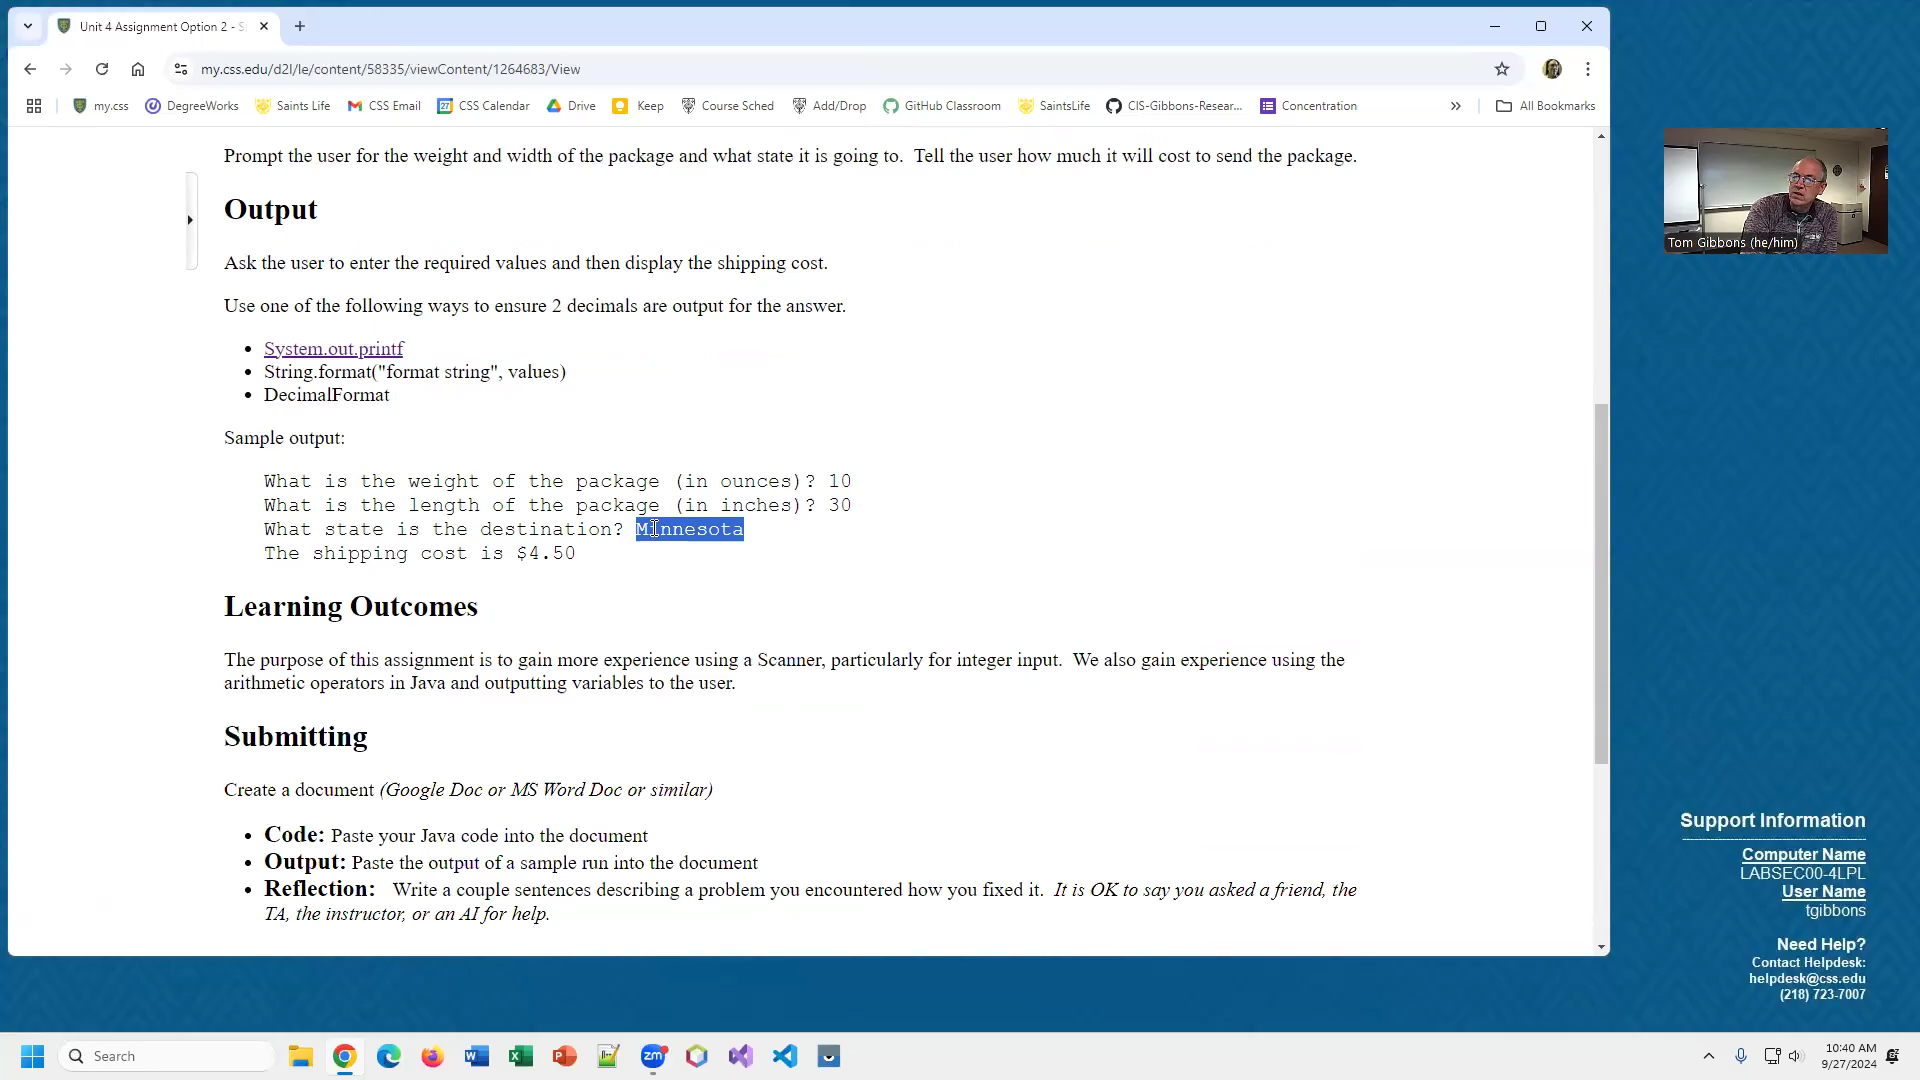 Unit 4 Assignment Option 2 - S
my.css.edu/d2l/le/content/58335/viewContent/1264683/View
my.css
DegreeWorks
Saints Life
CSS Email
CSS Calendar
Drive
Keep
Course Sched
Add/Drop
GitHub Classroom
SaintsLife
CIS-Gibbons-Resear...
Concentration
All Bookmarks
Prompt the user for the weight and width of the package and what state it is going to.  Tell the user how much it will cost to send the package.
Output
Ask the user to enter the required values and then display the shipping cost.
Use one of the following ways to ensure 2 decimals are output for the answer.
System.out.printf
String.format("format string", values)
DecimalFormat
Sample output:
What is the weight of the package (in ounces)? 10
What is the length of the package (in inches)? 30
What state is the destination? Minnesota
The shipping cost is $4.50
Learning Outcomes
The purpose of this assignment is to gain more experience using a Scanner, particularly for integer input.  We also gain experience using the
arithmetic operators in Java and outputting variables to the user.
Submitting
Create a document (Google Doc or MS Word Doc or similar)
Code: Paste your Java code into the document
Output: Paste the output of a sample run into the document
Reflection:  Write a couple sentences describing a problem you encountered how you fixed it.  It is OK to say you asked a friend, the
TA, the instructor, or an AI for help.
Tom Gibbons (he/him)
Support Information
Computer Name
LABSEC00-4LPL
User Name
tgibbons
Need Help?
Contact Helpdesk:
helpdesk@css.edu
(218) 723-7007
Search
zm
10:40 AM
9/27/2024